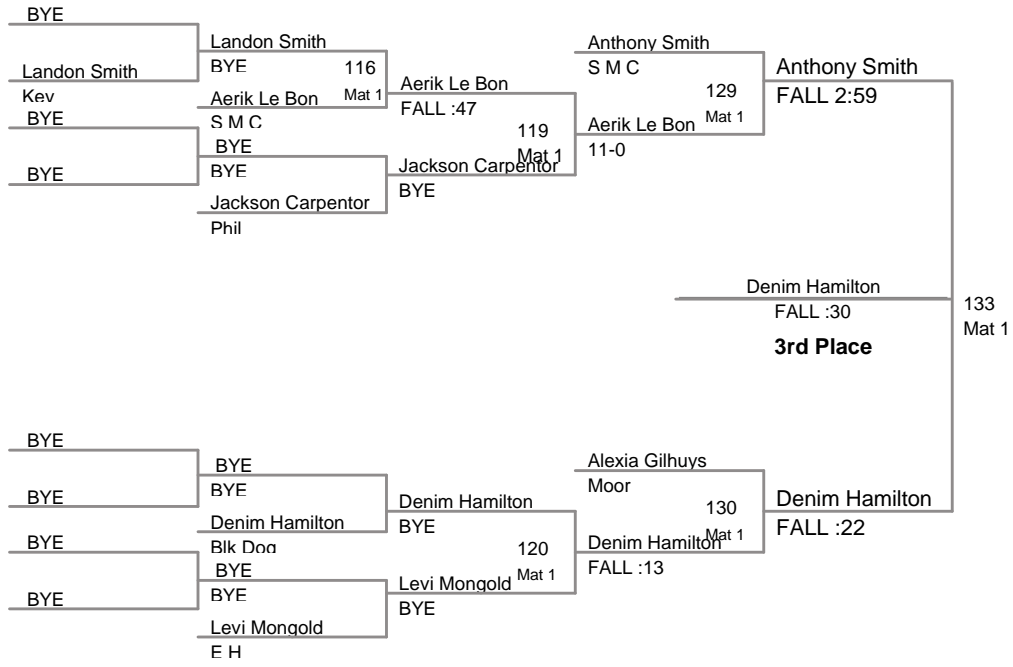 BYE
Landon Smith
Kev
BYE
BYE
Landon Smith
BYE
116
Mat 1
Aerik Le Bon
S M C
BYE
BYE
Jackson Carpentor
Phil
Aerik Le Bon
FALL :47
119
Mat 1
Jackson Carpentor
BYE
Anthony Smith
S M C
129
Mat 1
Aerik Le Bon
11-0
Anthony Smith
FALL 2:59
Denim Hamilton
FALL :30
3rd Place
133
Mat 1
BYE
BYE
BYE
BYE
BYE
BYE
Denim Hamilton
Blk Dog
BYE
BYE
Levi Mongold
E H
Denim Hamilton
BYE
120
Mat 1
Levi Mongold
BYE
Alexia Gilhuys
Moor
130
Mat 1
Denim Hamilton
FALL :13
Denim Hamilton
FALL :22